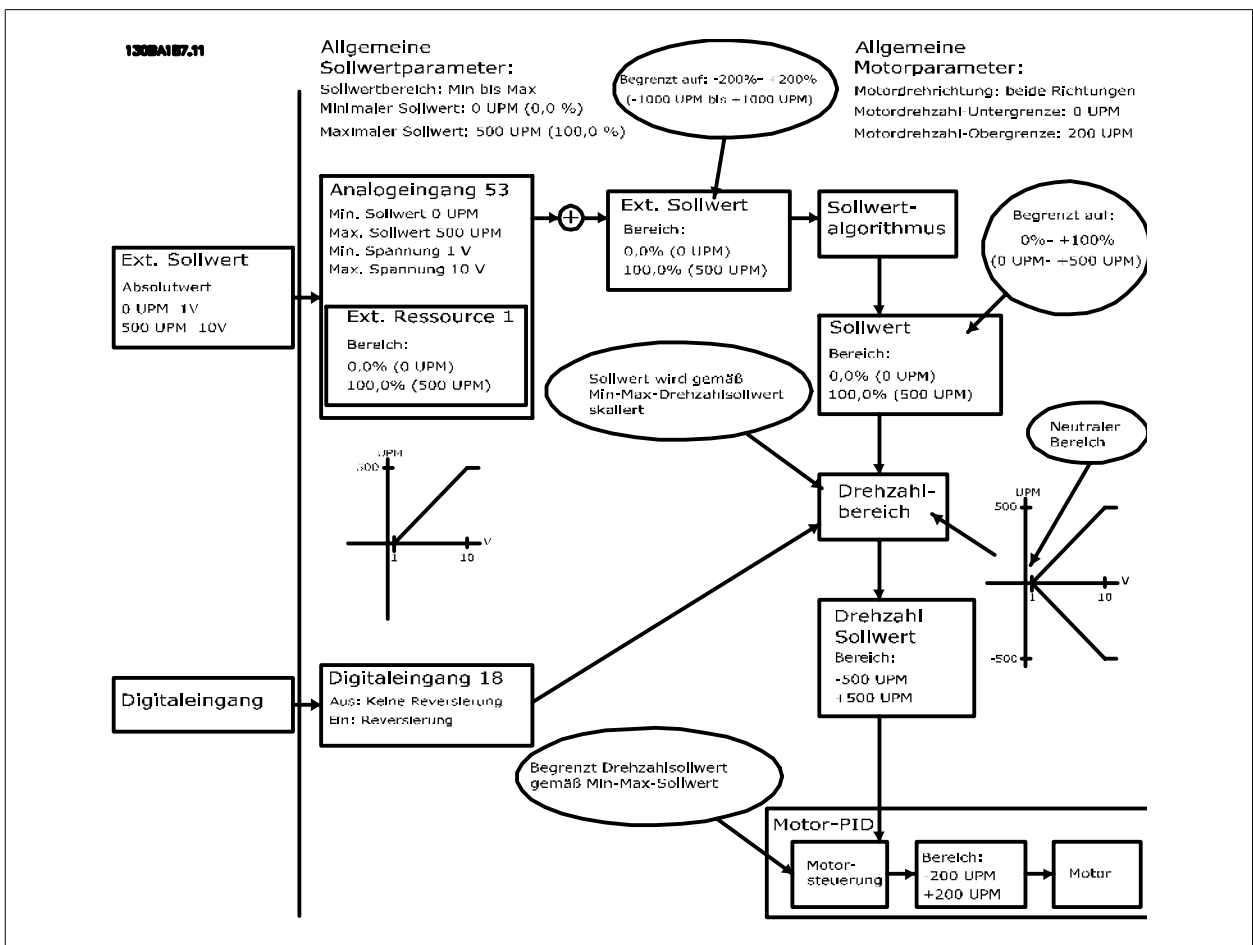 130BA187.11
Allgemeine
Sollwertparameter:
Sollwertbereich: Min bis Max
Minimaler Sollwert: 0 UPM (0,0 %)
Maximaler Sollwert: 500 UPM (100,0 %)
Begrenzt auf: -200%- +200%
(-1000 UPM bis +1000 UPM)
Allgemeine
Motorparameter:
Motordrehrichtung: beide Richtungen
Motordrehzahl-Untergrenze: 0 UPM
Motordrehzahl-Obergrenze: 200 UPM
Ext. Sollwert
Absolutwert
0 UPM 1V
500 UPM 10V
Analogeingang 53
Min. Sollwert 0 UPM
Max. Sollwert 500 UPM
Min. Spannung 1 V
Max. Spannung 10 V
Ext. Ressource 1
Bereich:
0,0% (0 UPM)
100,0% (500 UPM)
Ext. Sollwert
Bereich:
0,0% (0 UPM)
100,0% (500 UPM)
Sollwert-
algorithmus
Begrenzt auf:
0%- +100%
(0 UPM- +500 UPM)
Sollwert
Bereich:
0,0% (0 UPM)
100,0% (500 UPM)
Sollwert wird gemäß
Min-Max-Drehzahlsollwert
skaliert
Neutraler
Bereich
UPM
500
V
1
10
Drehzahl-
bereich
UPM
500
V
1
10
-500
Drehzahl
Sollwert
Bereich:
-500 UPM
+500 UPM
Digitaleingang
Digitaleingang 18
Aus: Keine Reversierung
Ein: Reversierung
Begrenzt Drehzahlsollwert
gemäß Min-Max-Sollwert
Motor-PID
Motor-
steuerung
Bereich:
-200 UPM
+200 UPM
Motor